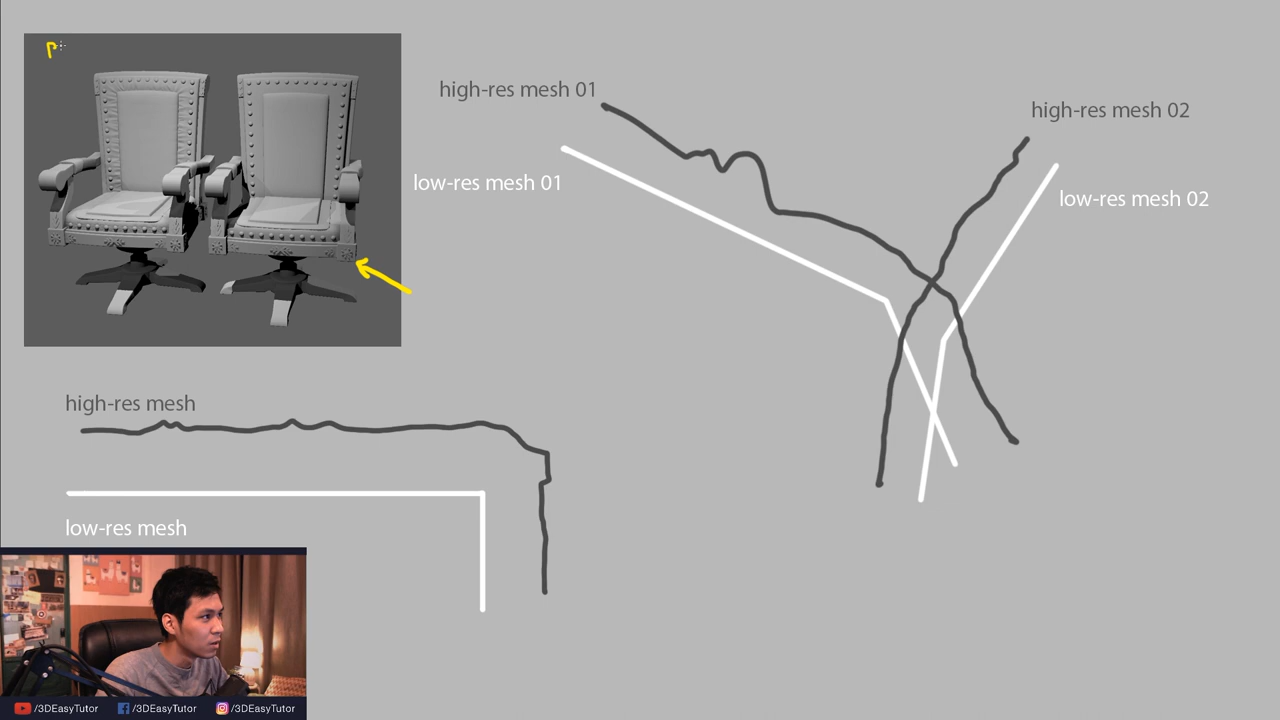 high-res mesh 01
high-res mesh 02
low-res mesh 01
low-res mesh 02
high-res mesh
low-res mesh
/3DEasyTutor /3DEasyTutor /3DEasyTutor